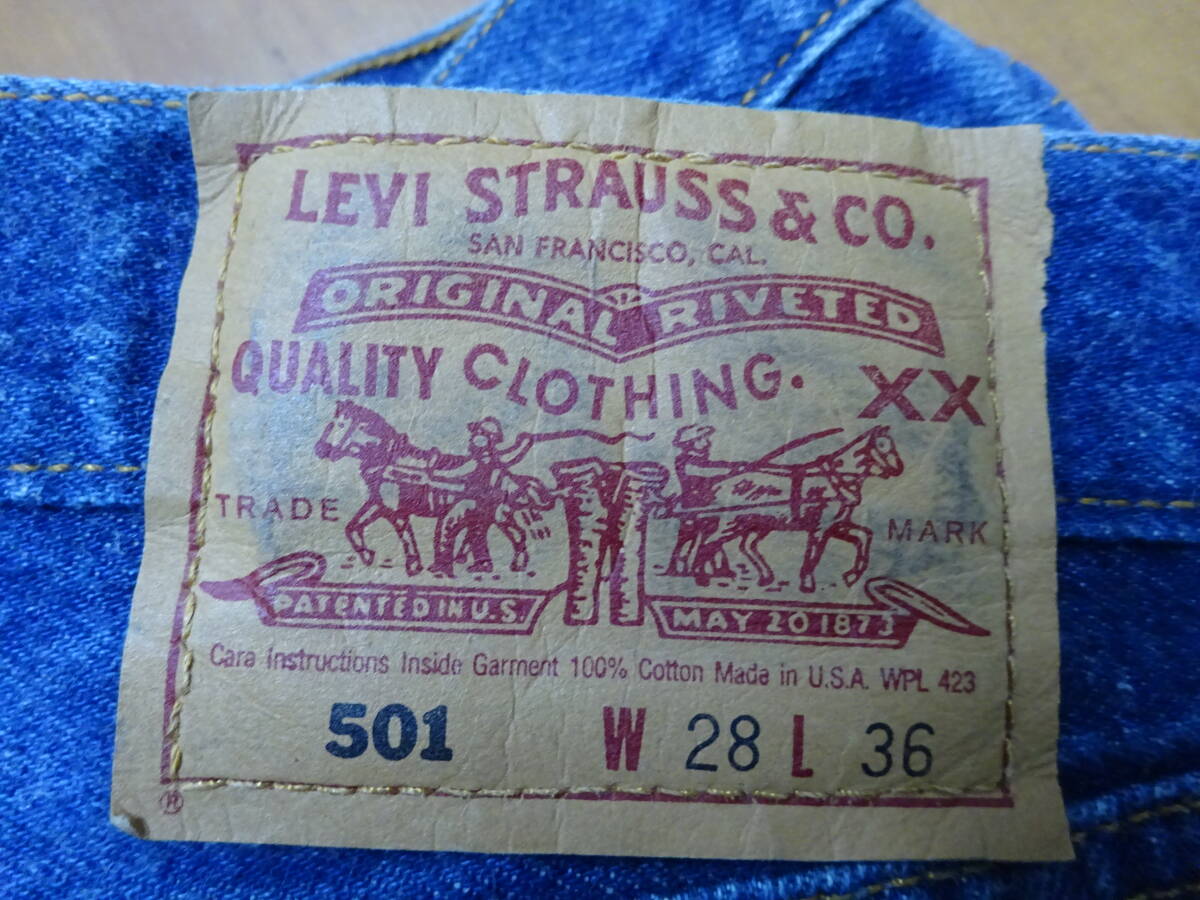 LEVI STRAUSS & CO.
SAN FRANCISCO, CAL.
ORIGINAL RIVETED
QUALITY CLOTHING. XX
TRADE MARK
PATENTED IN U.S. MAY 20 1873
Care Instructions Inside Garment 100% Cotton Made in U.S.A. WPL 423
501 W 28 L 36
®